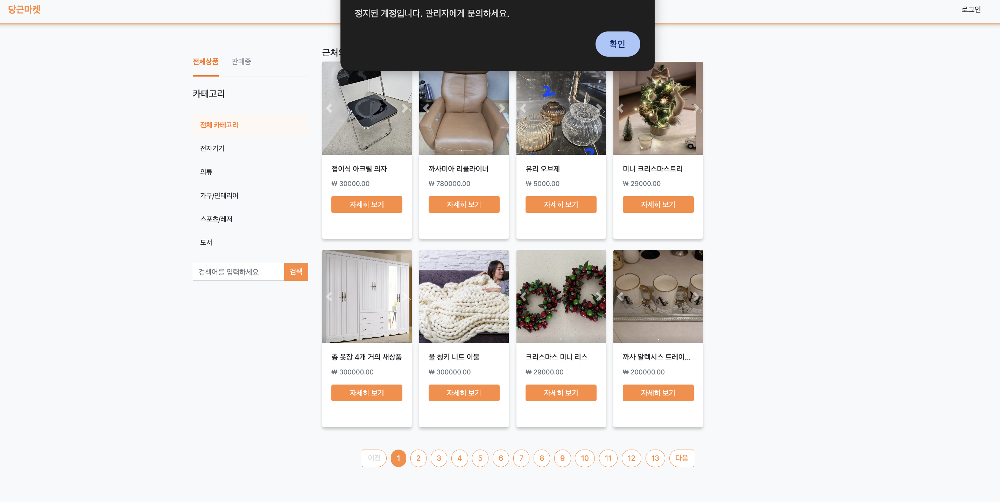 당근마켓
정지된 계정입니다. 관리자에게 문의하세요.
확인
로그인
전체상품 판매중
카테고리
전체 카테고리
전자기기
의류
가구/인테리어
스포츠/레저
도서
검색어를 입력하세요 검색
2
접이식 아크릴 의자
₩ 30000.00
자세히 보기
까사미아 리클라이너
₩ 780000.00
자세히 보기
유리 오브제
₩ 5000.00
자세히 보기
미니 크리스마스트리
₩ 29000.00
자세히 보기
총 옷장 4개 거의 새상품
₩ 300000.00
자세히 보기
울 청키 니트 이불
₩ 300000.00
자세히 보기
크리스마스 미니 리스
₩ 29000.00
자세히 보기
까사 알렉시스 트레이...
₩ 200000.00
자세히 보기
이전 1 2 3 4 5 6 7 8 9 10 11 12 13 다음